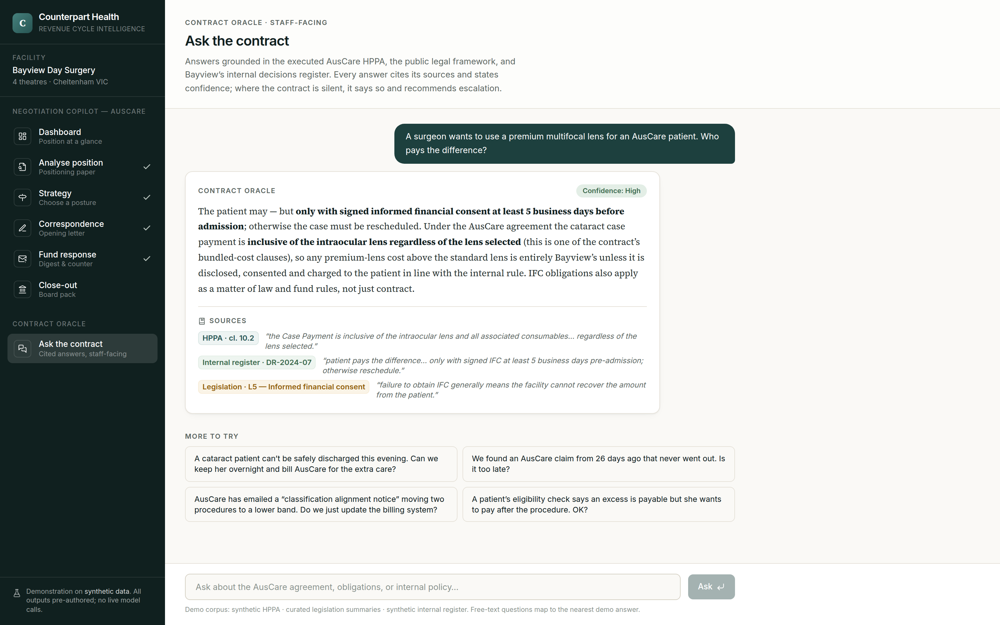 C
Counterpart Health
REVENUE CYCLE INTELLIGENCE
FACILITY
Bayview Day Surgery
4 theatres · Cheltenham VIC
NEGOTIATION COPILOT — AUSCARE
Dashboard
Position at a glance
Analyse position
Positioning paper
Strategy
Choose a posture
Correspondence
Opening letter
Fund response
Digest & counter
Close-out
Board pack
CONTRACT ORACLE
Ask the contract
Cited answers, staff-facing
Demonstration on synthetic data. All
outputs pre-authored; no live model
calls.
CONTRACT ORACLE · STAFF-FACING
Ask the contract
Answers grounded in the executed AusCare HPPA, the public legal framework, and
Bayview’s internal decisions register. Every answer cites its sources and states
confidence; where the contract is silent, it says so and recommends escalation.
A surgeon wants to use a premium multifocal lens for an AusCare patient. Who
pays the difference?
CONTRACT ORACLE
Confidence: High
The patient may — but only with signed informed financial consent at least 5 business days before
admission; otherwise the case must be rescheduled. Under the AusCare agreement the cataract case
payment is inclusive of the intraocular lens regardless of the lens selected (this is one of the contract’s
bundled-cost clauses), so any premium-lens cost above the standard lens is entirely Bayview’s unless it is
disclosed, consented and charged to the patient in line with the internal rule. IFC obligations also apply
as a matter of law and fund rules, not just contract.
SOURCES
HPPA · cl. 10.2
“the Case Payment is inclusive of the intraocular lens and all associated consumables… regardless of the
lens selected.”
Internal register · DR-2024-07
“patient pays the difference… only with signed IFC at least 5 business days pre-admission;
otherwise reschedule.”
Legislation · L5 — Informed financial consent
“failure to obtain IFC generally means the facility cannot recover the amount
from the patient.”
MORE TO TRY
A cataract patient can’t be safely discharged this evening. Can we
keep her overnight and bill AusCare for the extra care?
We found an AusCare claim from 26 days ago that never went out. Is
it too late?
AusCare has emailed a “classification alignment notice” moving two
procedures to a lower band. Do we just update the billing system?
A patient’s eligibility check says an excess is payable but she wants
to pay after the procedure. OK?
Ask about the AusCare agreement, obligations, or internal policy…
Ask
Demo corpus: synthetic HPPA · curated legislation summaries · synthetic internal register. Free-text questions map to the nearest demo answer.